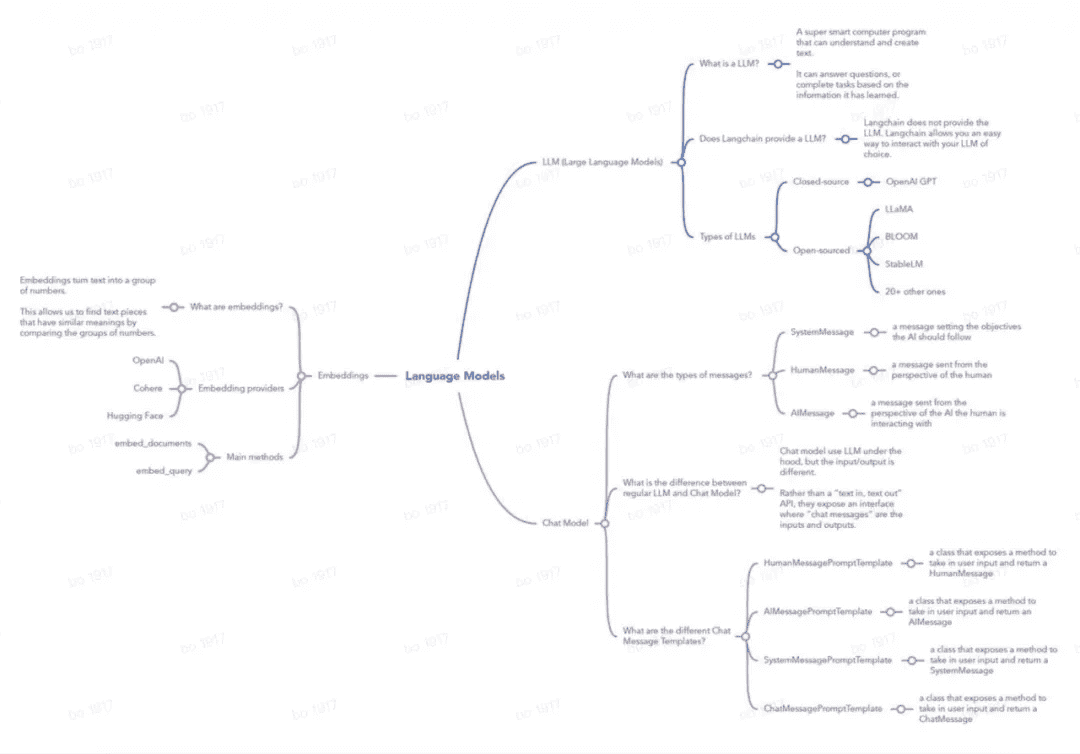 A super smart computer program
that can understand and create
text.
It can answer questions, or
complete tasks based on the
information it has learned.
What is a LLM?
Langchain does not provide the
LLM. Langchain allows you an easy
way to interact with your LLM of
choice.
Does Langchain provide a LLM?
LLM (Large Language Models)
Closed-source
OpenAI GPT
Types of LLMs
Open-sourced
LLaMA
BLOOM
StableLM
20+ other ones
Embeddings turn text into a group
of numbers.
This allows us to find text pieces
that have similar meanings by
comparing the groups of numbers.
What are embeddings?
OpenAI
Cohere
Hugging Face
Embedding providers
Embeddings
Language Models
embed_documents
embed_query
Main methods
What are the types of messages?
SystemMessage
a message setting the objectives
the AI should follow
HumanMessage
a message sent from the
perspective of the human
AIMessage
a message sent from the
perspective of the AI the human is
interacting with
Chat model use LLM under the
hood, but the input/output is
different.
Rather than a "text in, text out"
API, they expose an interface
where "chat messages" are the
inputs and outputs.
What is the difference between
regular LLM and Chat Model?
Chat Model
What are the different Chat
Message Templates?
HumanMessagePromptTemplate
a class that exposes a method to
take in user input and return a
HumanMessage
AIMessagePromptTemplate
a class that exposes a method to
take in user input and return an
AIMessage
SystemMessagePromptTemplate
a class that exposes a method to
take in user input and return a
SystemMessage
ChatMessagePromptTemplate
a class that exposes a method to
take in user input and return a
ChatMessage
bo 1917